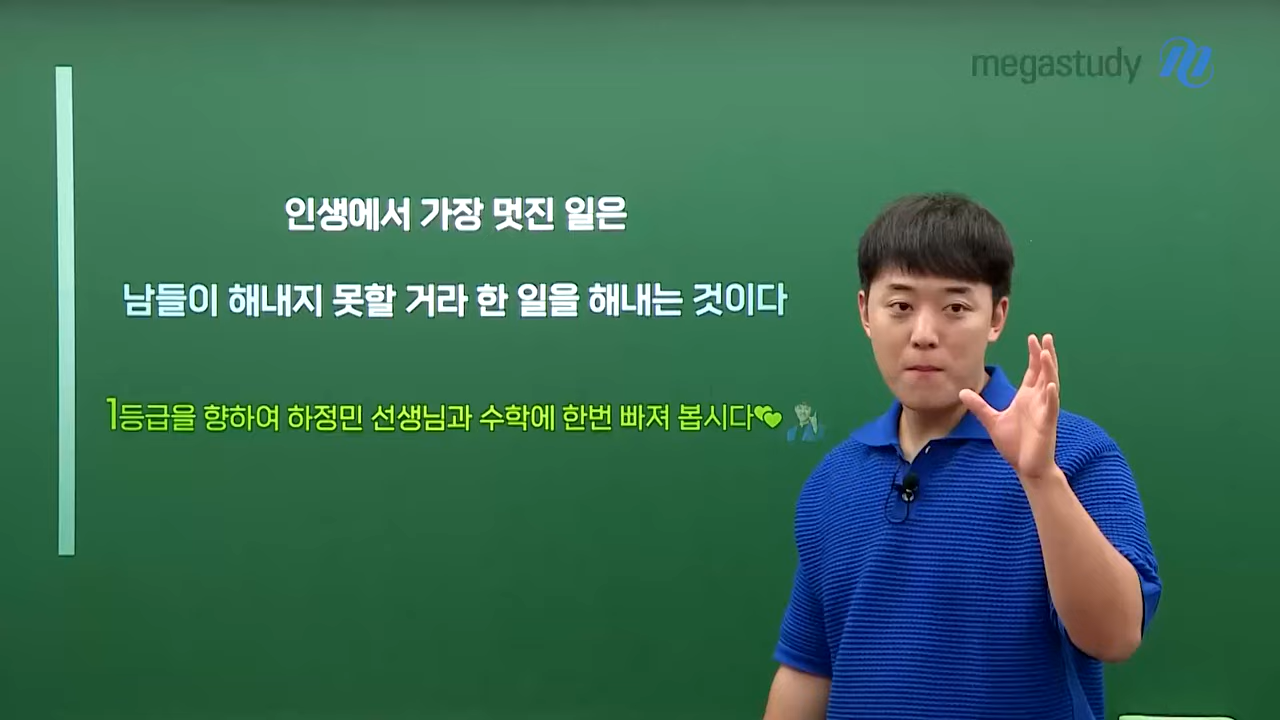 megastudy
인생에서 가장 멋진 일은
남들이 해내지 못할 거라 한 일을 해내는 것이다
1등급을 향하여 하정민 선생님과 수학에 한번 빠져 봅시다